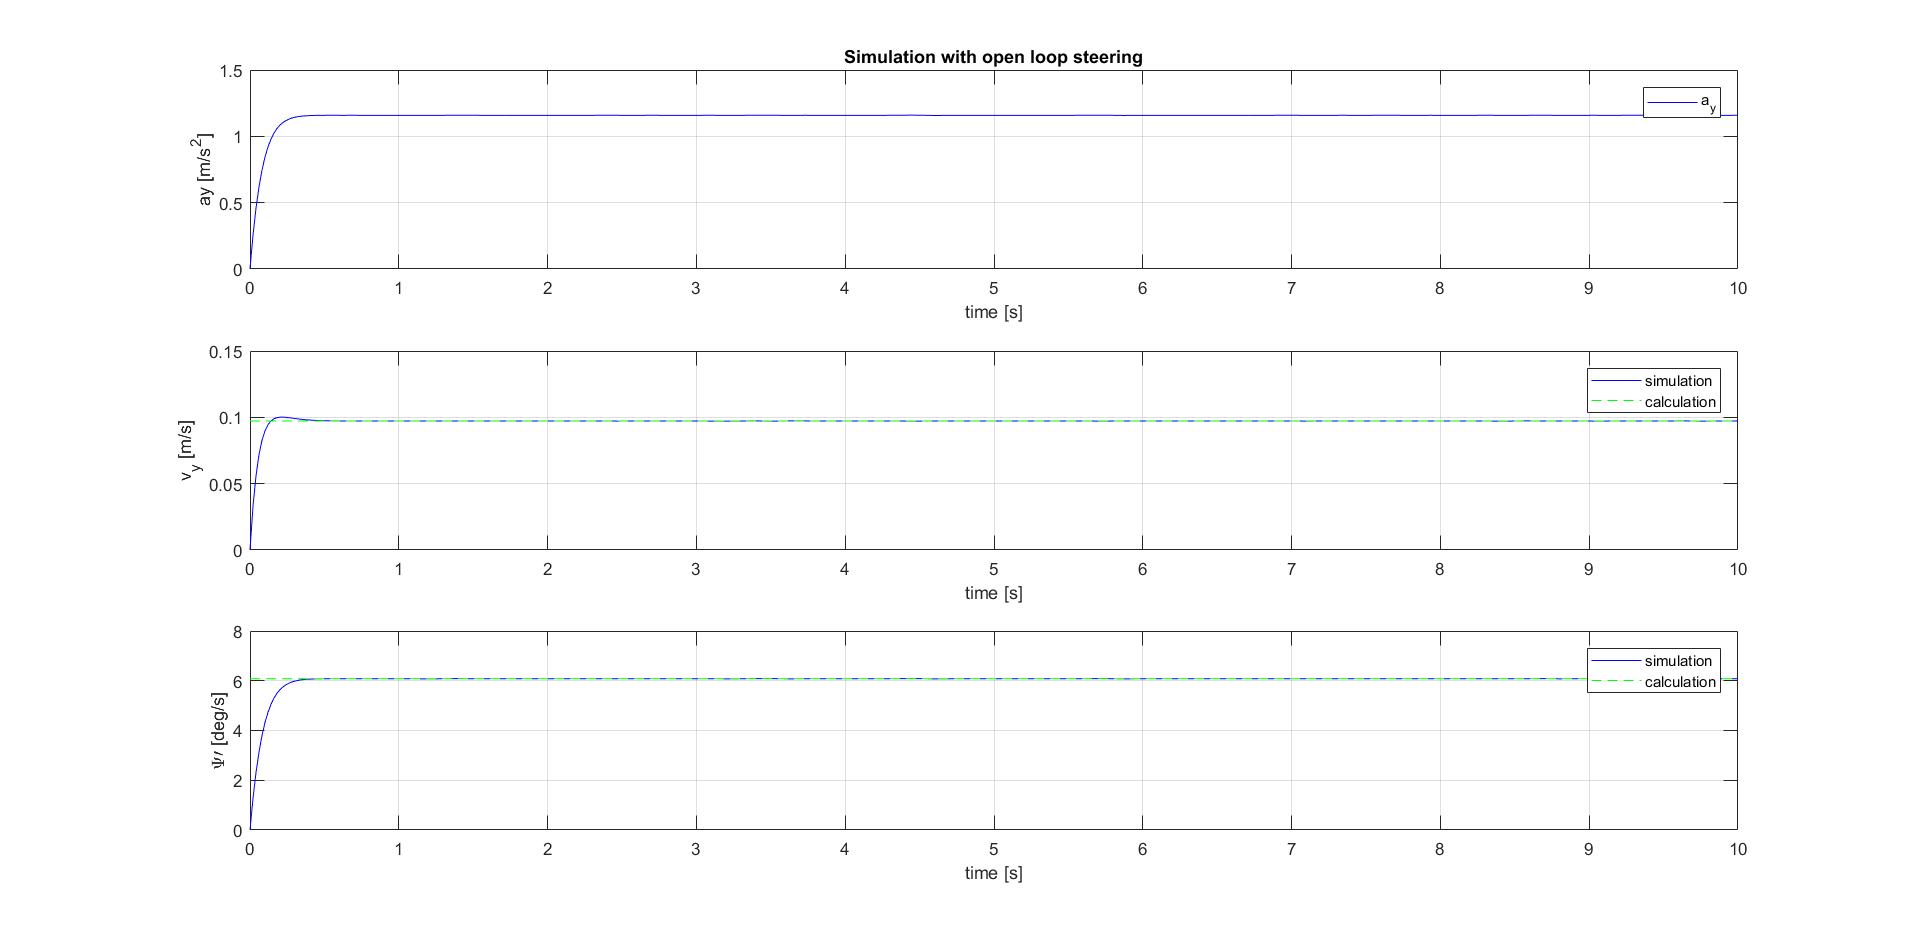 Simulation with open loop steering
ay [m/s²]
1.5
1
0.5
0
a_y
0 1 2 3 4 5 6 7 8 9 10
time [s]
v_y [m/s]
0.15
0.1
0.05
0
simulation
calculation
0 1 2 3 4 5 6 7 8 9 10
time [s]
Ψ′ [deg/s]
8
6
4
2
0
simulation
calculation
0 1 2 3 4 5 6 7 8 9 10
time [s]